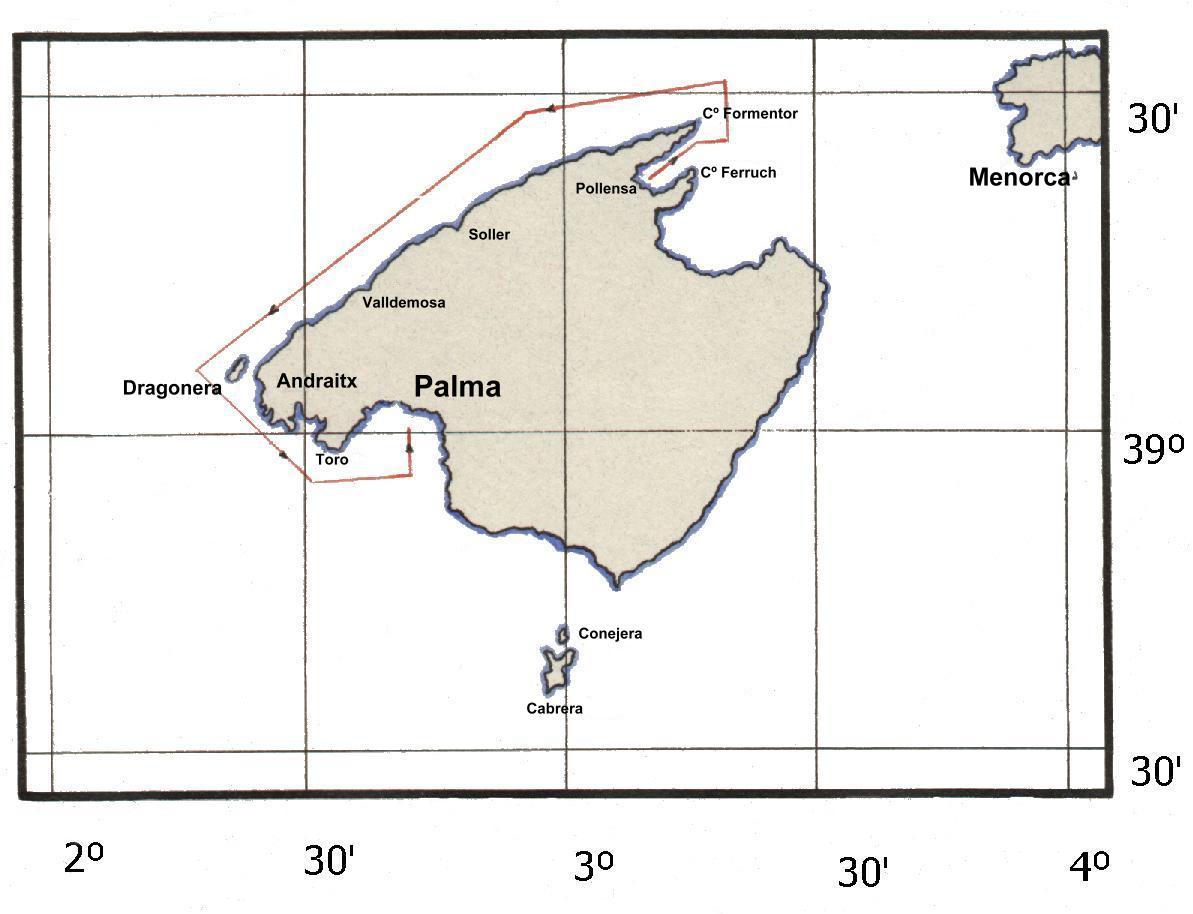 Cº Formentor
30'
Cº Ferruch
Menorca
Pollensa
Soller
Valldemosa
Andraitx
Palma
Dragonera
39º
Toro
Conejera
Cabrera
30'
2º
30'
3º
30'
4º